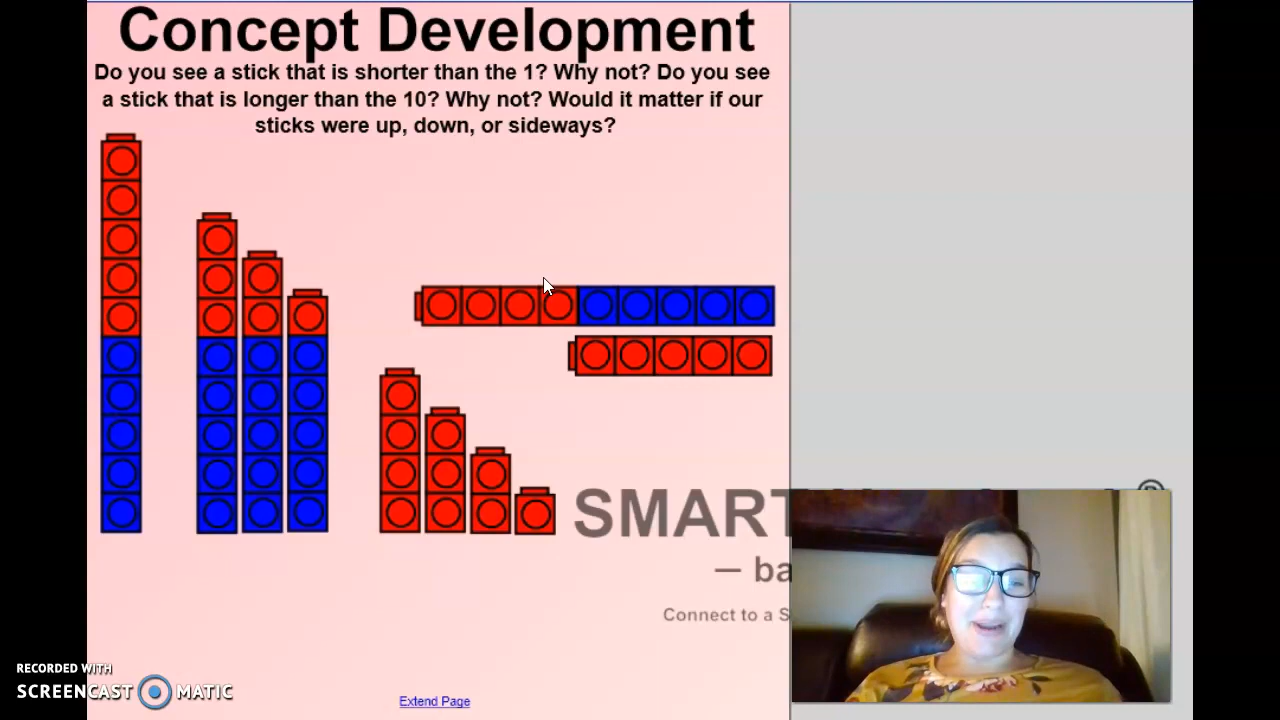 Concept Development
Do you see a stick that is shorter than the 1? Why not? Do you see
a stick that is longer than the 10? Why not? Would it matter if our
sticks were up, down, or sideways?
SMART
®
— ba
Connect to a S
RECORDED WITH
SCREENCAST MATIC
Extend Page